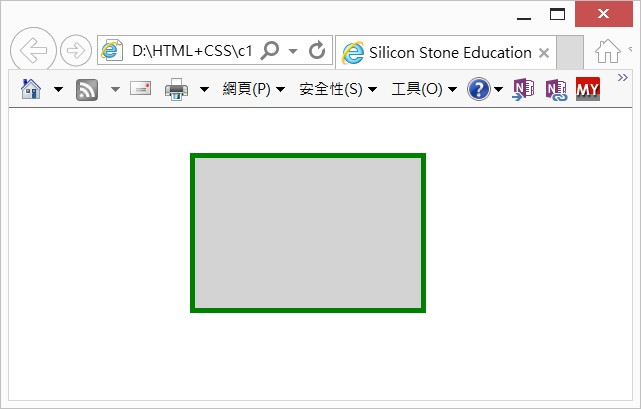 D:\HTML+CSS\c1
Silicon Stone Education
網頁(P) 安全性(S) 工具(O) ? N N MY